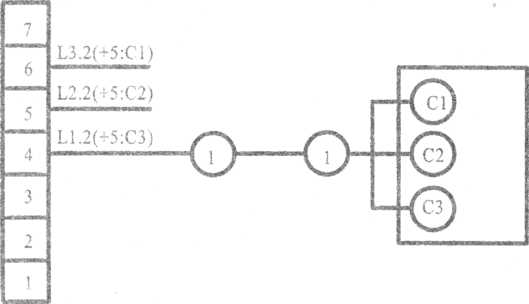 7
6 L3.2(+5:C1)
5 L2.2(+5:C2)
4 L1.2(+5:C3)
3
2
1
1 1
C1
C2
C3